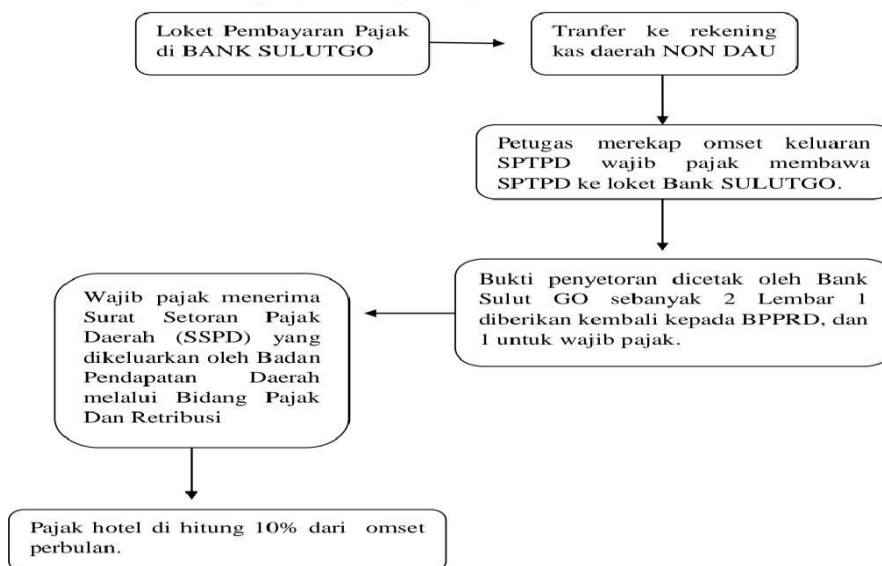 Loket Pembayaran Pajak
di BANK SULUTGO
Tranfer ke rekening
kas daerah NON DAU
Petugas merekap omset keluaran
SPTPD wajib pajak membawa
SPTPD ke loket Bank SULUTGO.
Bukti penyetoran dicetak oleh Bank
Sulut GO sebanyak 2 Lembar 1
diberikan kembali kepada BPPRD, dan
1 untuk wajib pajak.
Wajib pajak menerima
Surat Setoran Pajak
Daerah (SSPD) yang
dikeluarkan oleh Badan
Pendapatan Daerah
melalui Bidang Pajak
Dan Retribusi
Pajak hotel di hitung 10% dari omset
perbulan.